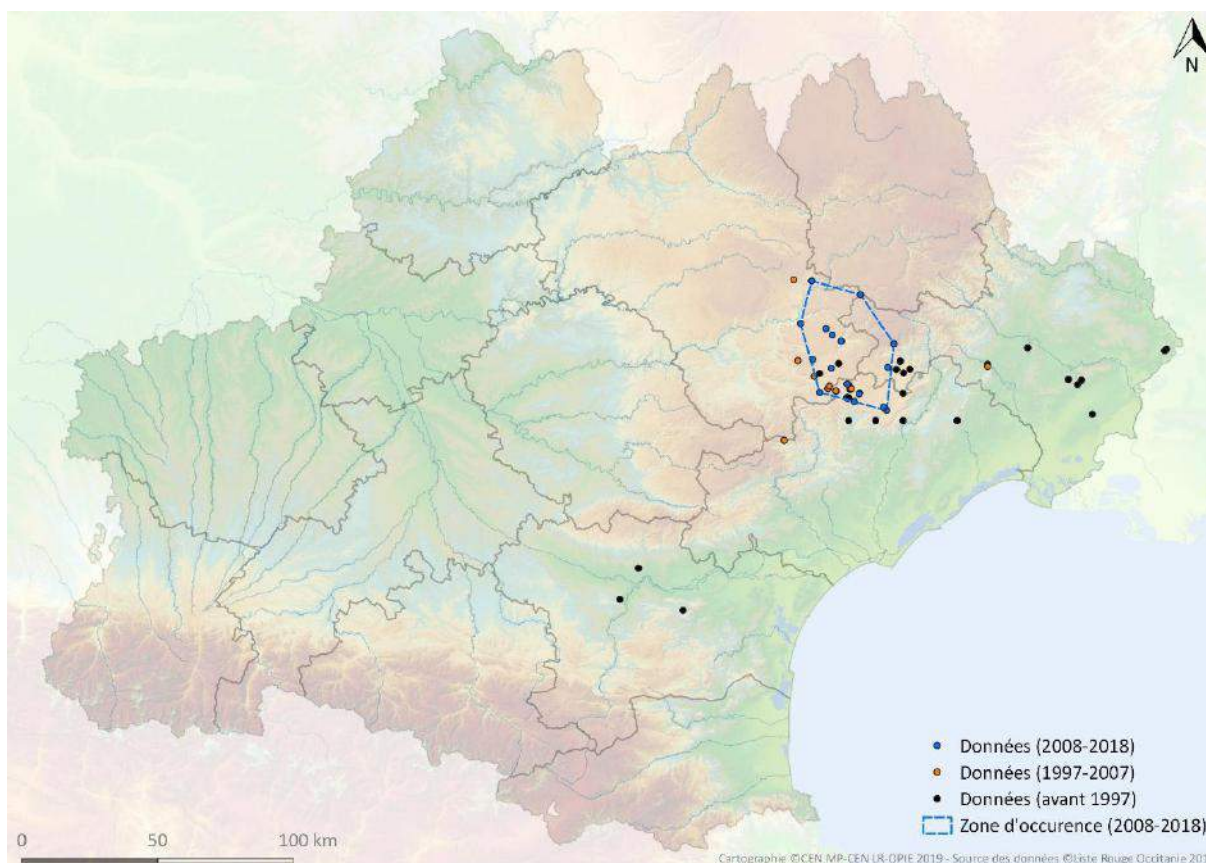 N
Données (2008-2018)
Données (1997-2007)
Données (avant 1997)
Zone d'occurence (2008-2018)
0 50 100 km
Cartographie ©CEN MP-CEN LR-OPIE 2019 - Source des données ©Liste Rouge Occitanie 201